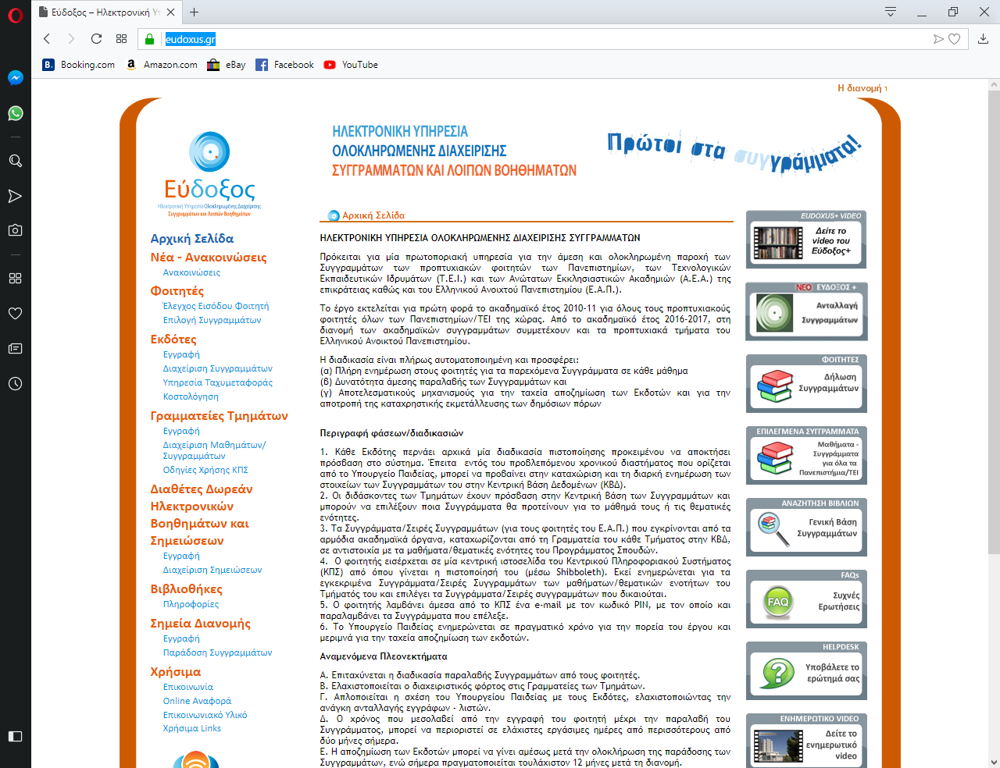 Εύδοξος – Ηλεκτρονική Υπ
eudoxus.gr
Booking.com
Amazon.com
eBay
Facebook
YouTube
Η διανομή
ΗΛΕΚΤΡΟΝΙΚΗ ΥΠΗΡΕΣΙΑ
ΟΛΟΚΛΗΡΩΜΕΝΗΣ ΔΙΑΧΕΙΡΙΣΗΣ
ΣΥΓΓΡΑΜΜΑΤΩΝ ΚΑΙ ΛΟΙΠΩΝ ΒΟΗΘΗΜΑΤΩΝ
Πρώτοι στα συγγράμματα!
Εύδοξος
Ηλεκτρονική Υπηρεσία Ολοκληρωμένης Διαχείρισης
Συγγραμμάτων και Λοιπών Βοηθημάτων
Αρχική Σελίδα
Νέα - Ανακοινώσεις
Ανακοινώσεις
Φοιτητές
Έλεγχος Εισόδου Φοιτητή
Επιλογή Συγγραμμάτων
Εκδότες
Εγγραφή
Διαχείριση Συγγραμμάτων
Υπηρεσία Ταχυμεταφοράς
Κοστολόγηση
Γραμματείες Τμημάτων
Εγγραφή
Διαχείριση Μαθημάτων/
Συγγραμμάτων
Οδηγίες Χρήσης ΚΠΣ
Διαθέτες Δωρεάν
Ηλεκτρονικών
Βοηθημάτων και
Σημειώσεων
Εγγραφή
Διαχείριση Σημειώσεων
Βιβλιοθήκες
Πληροφορίες
Σημεία Διανομής
Εγγραφή
Παράδοση Συγγραμμάτων
Χρήσιμα
Επικοινωνία
Online Αναφορά
Επικοινωνιακό Υλικό
Χρήσιμα Links
Αρχική Σελίδα
ΗΛΕΚΤΡΟΝΙΚΗ ΥΠΗΡΕΣΙΑ ΟΛΟΚΛΗΡΩΜΕΝΗΣ ΔΙΑΧΕΙΡΙΣΗΣ ΣΥΓΓΡΑΜΜΑΤΩΝ
Πρόκειται για μία πρωτοποριακή υπηρεσία για την άμεση και ολοκληρωμένη παροχή των
Συγγραμμάτων των προπτυχιακών φοιτητών των Πανεπιστημίων, των Τεχνολογικών
Εκπαιδευτικών Ιδρυμάτων (Τ.Ε.Ι.) και των Ανώτατων Εκκλησιαστικών Ακαδημιών (Α.Ε.Α.) της
επικράτειας καθώς και του Ελληνικού Ανοιχτού Πανεπιστημίου (Ε.Α.Π.).
Το έργο εκτελείται για πρώτη φορά το ακαδημαϊκό έτος 2010-11 για όλους τους προπτυχιακούς
φοιτητές όλων των Πανεπιστημίων/ΤΕΙ της χώρας. Από το ακαδημαϊκό έτος 2016-2017, στη
διανομή των ακαδημαϊκών συγγραμμάτων συμμετέχουν και τα προπτυχιακά τμήματα του
Ελληνικού Ανοικτού Πανεπιστημίου.
Η διαδικασία είναι πλήρως αυτοματοποιημένη και προσφέρει:
(α) Πλήρη ενημέρωση στους φοιτητές για τα παρεχόμενα Συγγράμματα σε κάθε μάθημα
(β) Δυνατότητα άμεσης παραλαβής των Συγγραμμάτων και
(γ) Αποτελεσματικούς μηχανισμούς για την ταχεία αποζημίωση των Εκδοτών και για την
αποτροπή της καταχρηστικής εκμετάλλευσης των δημόσιων πόρων
Περιγραφή φάσεων/διαδικασιών
1. Κάθε Εκδότης περνάει αρχικά μία διαδικασία πιστοποίησης προκειμένου να αποκτήσει
πρόσβαση στο σύστημα. Έπειτα εντός του προβλεπόμενου χρονικού διαστήματος που ορίζεται
από το Υπουργείο Παιδείας, μπορεί να προβαίνει στην καταχώριση και τη διαρκή ενημέρωση των
στοιχείων των Συγγραμμάτων του στην Κεντρική Βάση Δεδομένων (ΚΒΔ).
2. Οι διδάσκοντες των Τμημάτων έχουν πρόσβαση στην Κεντρική Βάση των Συγγραμμάτων και
μπορούν να επιλέξουν ποια Συγγράμματα θα προτείνουν για το μάθημά τους ή τις θεματικές
ενότητες.
3. Τα Συγγράμματα/Σειρές Συγγραμμάτων (για τους φοιτητές του Ε.Α.Π.) που εγκρίνονται από τα
αρμόδια ακαδημαϊκά όργανα, καταχωρίζονται από τη Γραμματεία του κάθε Τμήματος στην ΚΒΔ,
σε αντιστοιχία με τα μαθήματα/θεματικές ενότητες του Προγράμματος Σπουδών.
4. Ο φοιτητής εισέρχεται σε μία κεντρική ιστοσελίδα του Κεντρικού Πληροφοριακού Συστήματος
(ΚΠΣ) από όπου γίνεται η πιστοποίησή του (μέσω Shibboleth). Εκεί ενημερώνεται για τα
εγκεκριμένα Συγγράμματα/Σειρές Συγγραμμάτων των μαθημάτων/θεματικών ενοτήτων του
Τμήματός του και επιλέγει τα Συγγράμματα/Σειρές συγγραμμάτων που δικαιούται.
5. Ο φοιτητής λαμβάνει άμεσα από το ΚΠΣ ένα e-mail με τον κωδικό PIN, με τον οποίο και
παραλαμβάνει τα Συγγράμματα που επέλεξε.
6. Το Υπουργείο Παιδείας ενημερώνεται σε πραγματικό χρόνο για την πορεία του έργου και
μεριμνά για την ταχεία αποζημίωση των εκδοτών.
Αναμενόμενα Πλεονεκτήματα
Α. Επιταχύνεται η διαδικασία παραλαβής Συγγραμμάτων από τους φοιτητές.
Β. Ελαχιστοποιείται ο διαχειριστικός φόρτος στις Γραμματείες των Τμημάτων.
Γ. Απλοποιείται η σχέση του Υπουργείου Παιδείας με τους Εκδότες, ελαχιστοποιώντας την
ανάγκη ανταλλαγής εγγράφων - λιστών.
Δ. Ο χρόνος που μεσολαβεί από την εγγραφή του φοιτητή μέχρι την παραλαβή του
Συγγράμματος, μπορεί να περιοριστεί σε ελάχιστες εργάσιμες ημέρες από περισσότερους από
δύο μήνες σήμερα.
Ε. Η αποζημίωση των Εκδοτών μπορεί να γίνει αμέσως μετά την ολοκλήρωση της παράδοσης των
Συγγραμμάτων, ενώ σήμερα πραγματοποιείται τουλάχιστον 12 μήνες μετά τη διανομή.
EUDOXUS+ VIDEO
Δείτε το
video του
Εύδοξος+
ΝΕΟ ΕΥΔΟΞΟΣ +
Ανταλλαγή
Συγγραμμάτων
ΦΟΙΤΗΤΕΣ
Δήλωση
Συγγραμμάτων
ΕΠΙΛΕΓΜΕΝΑ ΣΥΓΓΡΑΜΜΑΤΑ
Μαθήματα -
Συγγράμματα
για όλα τα
Πανεπιστήμια/ΤΕΙ
ΑΝΑΖΗΤΗΣΗ ΒΙΒΛΙΩΝ
Γενική Βάση
Συγγραμμάτων
FAQs
FAQ
Συχνές
Ερωτήσεις
HELPDESK
Υποβάλετε το
ερώτημά σας
ΕΝΗΜΕΡΩΤΙΚΟ VIDEO
Δείτε το
ενημερωτικό
video